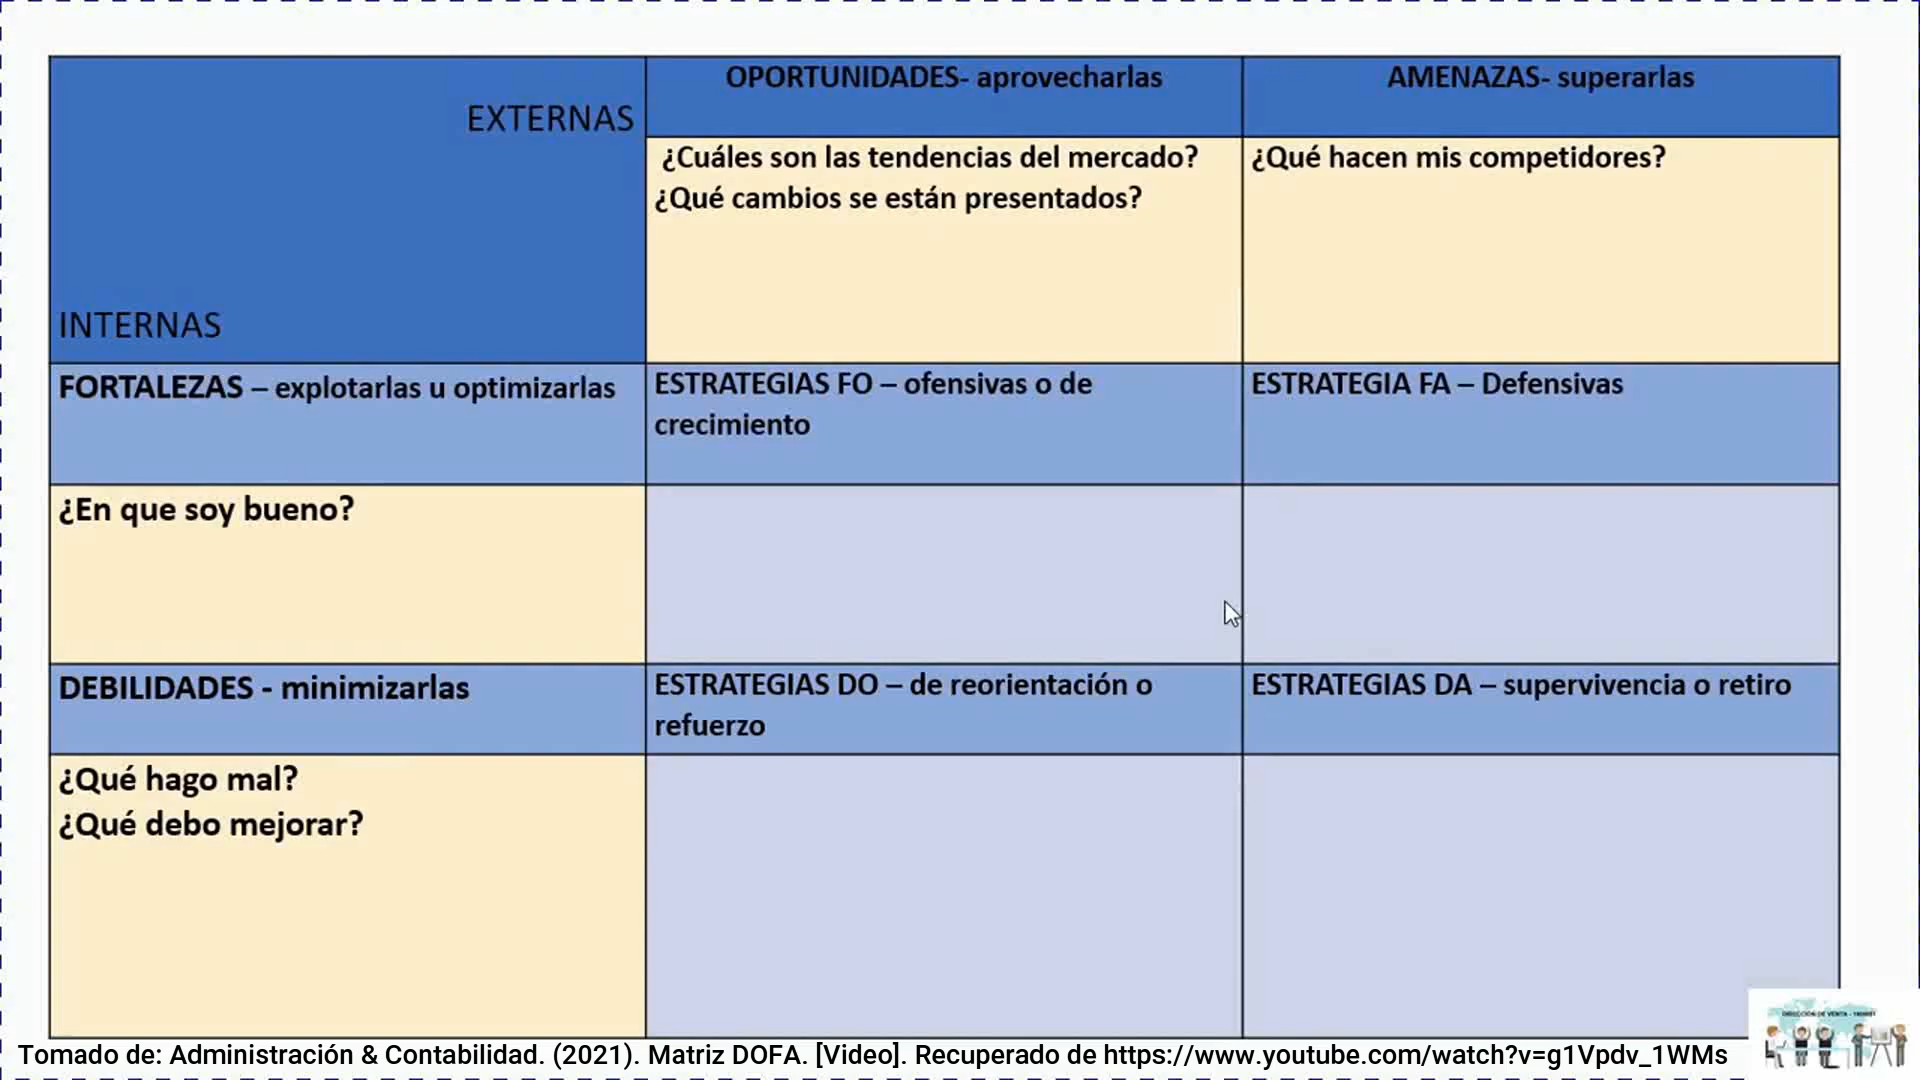 OPORTUNIDADES- aprovecharlas
AMENAZAS- superarlas
EXTERNAS
INTERNAS
¿Cuáles son las tendencias del mercado?
¿Qué cambios se están presentados?
¿Qué hacen mis competidores?
FORTALEZAS – explotarlas u optimizarlas
ESTRATEGIAS FO – ofensivas o de
crecimiento
ESTRATEGIA FA – Defensivas
¿En que soy bueno?
DEBILIDADES - minimizarlas
ESTRATEGIAS DO – de reorientación o
refuerzo
ESTRATEGIAS DA – supervivencia o retiro
¿Qué hago mal?
¿Qué debo mejorar?
Tomado de: Administración & Contabilidad. (2021). Matriz DOFA. [Video]. Recuperado de https://www.youtube.com/watch?v=g1Vpdv_1WMs